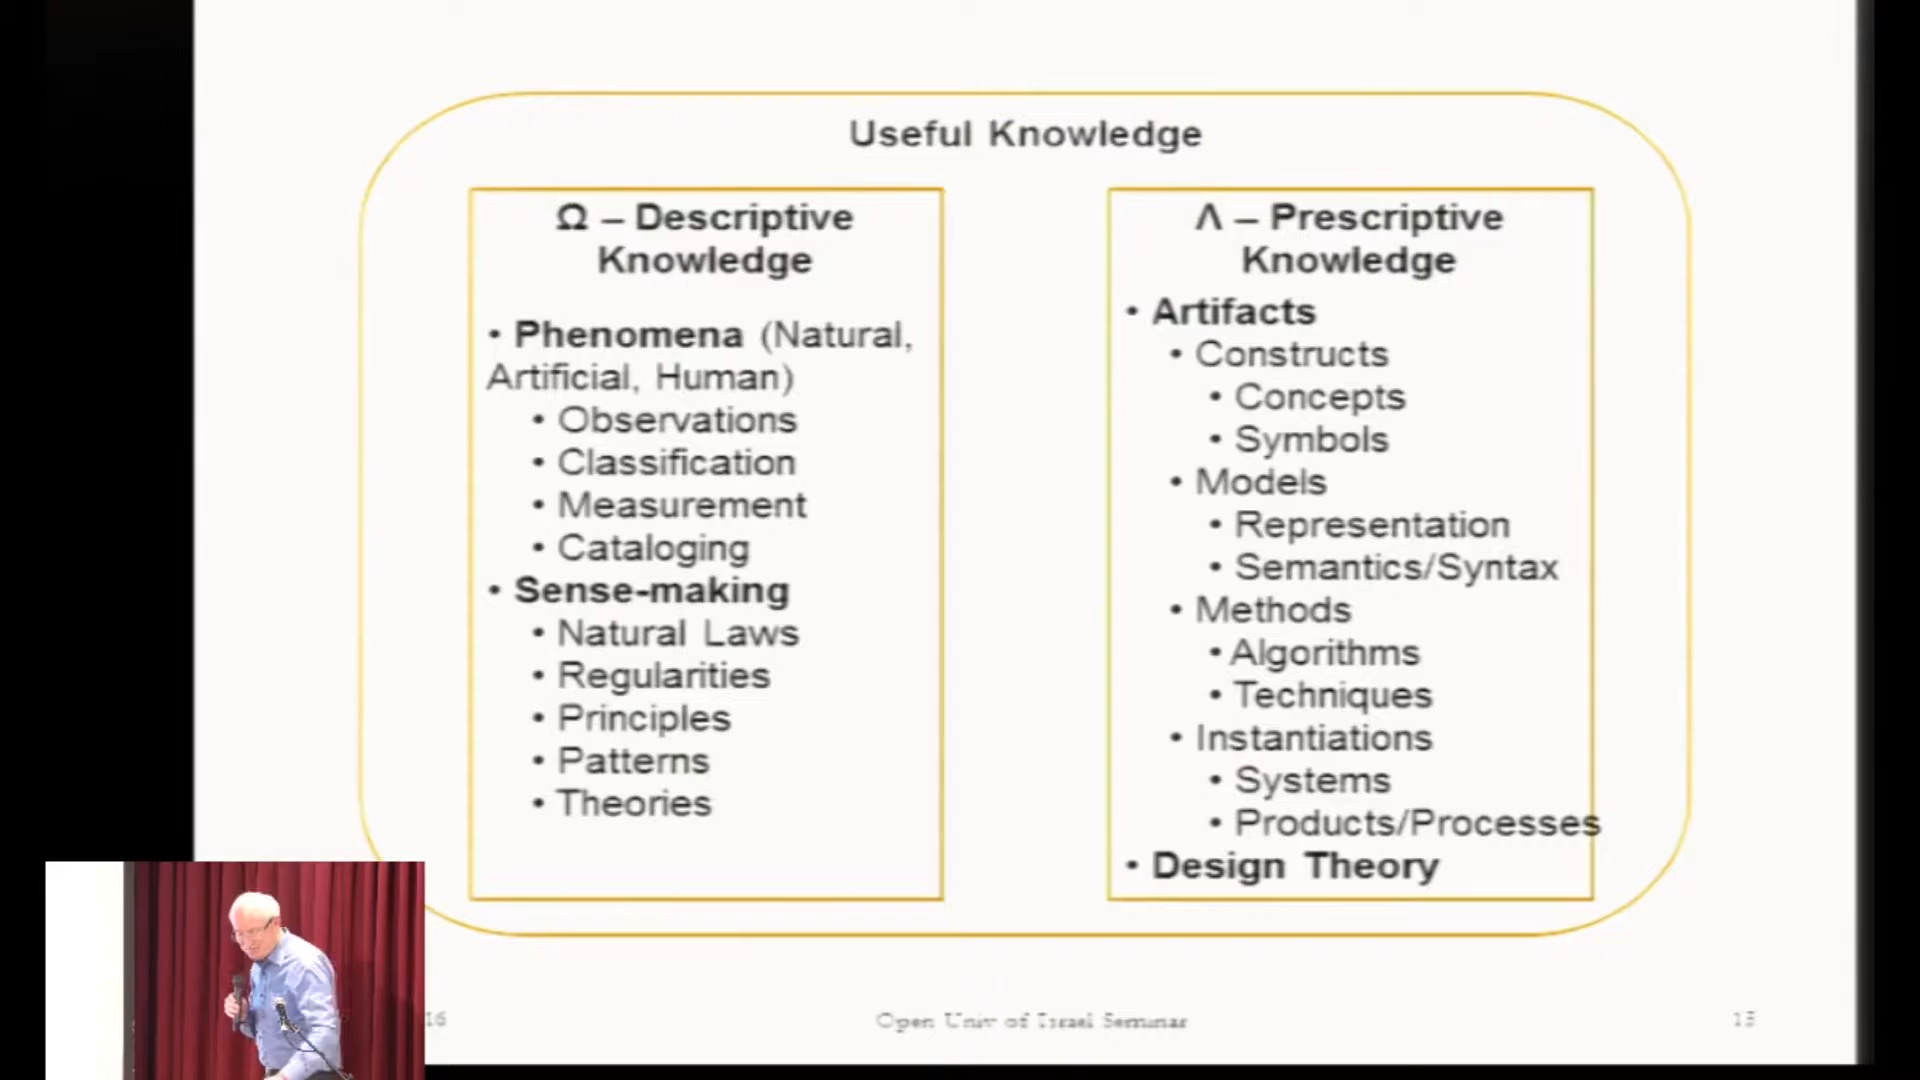 Useful Knowledge
Ω – Descriptive
Knowledge
• Phenomena (Natural,
Artificial, Human)
• Observations
• Classification
• Measurement
• Cataloging
• Sense-making
• Natural Laws
• Regularities
• Principles
• Patterns
• Theories
Λ – Prescriptive
Knowledge
• Artifacts
• Constructs
• Concepts
• Symbols
• Models
• Representation
• Semantics/Syntax
• Methods
• Algorithms
• Techniques
• Instantiations
• Systems
• Products/Processes
• Design Theory
16
Open Univ of Israel Seminar